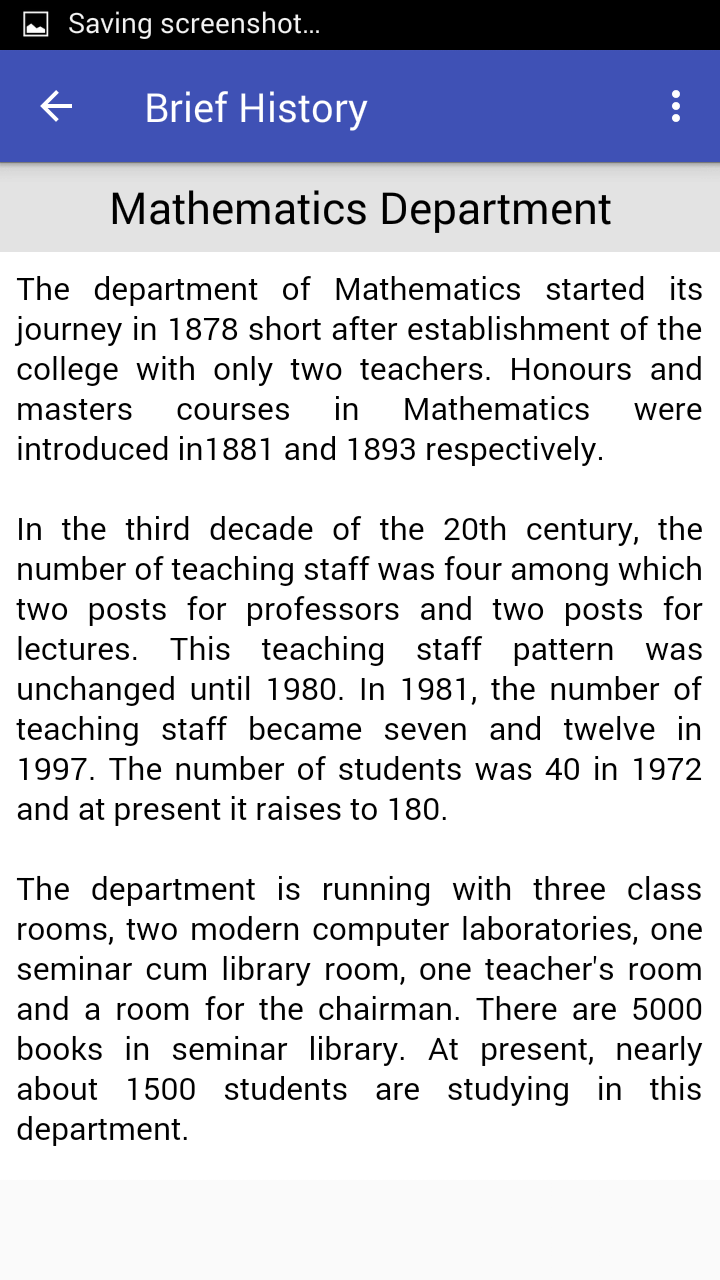 Saving screenshot...
Brief History
Mathematics Department
The department of Mathematics started its
journey in 1878 short after establishment of the
college with only two teachers. Honours and
masters courses in Mathematics were
introduced in1881 and 1893 respectively.
In the third decade of the 20th century, the
number of teaching staff was four among which
two posts for professors and two posts for
lectures. This teaching staff pattern was
unchanged until 1980. In 1981, the number of
teaching staff became seven and twelve in
1997. The number of students was 40 in 1972
and at present it raises to 180.
The department is running with three class
rooms, two modern computer laboratories, one
seminar cum library room, one teacher's room
and a room for the chairman. There are 5000
books in seminar library. At present, nearly
about 1500 students are studying in this
department.